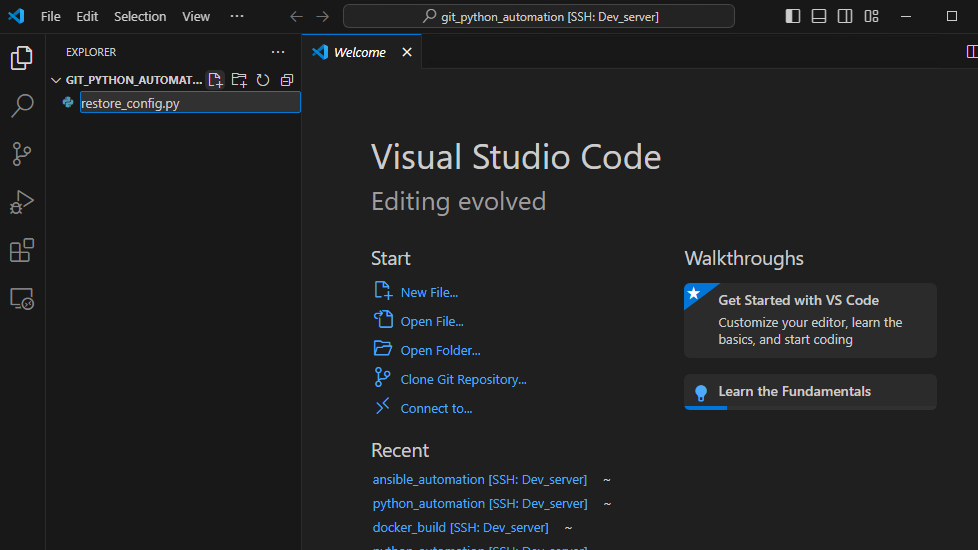 File Edit Selection View ···
git_python_automation [SSH: Dev_server]
EXPLORER
Welcome
GIT_PYTHON_AUTOMAT...
restore_config.py
Visual Studio Code
Editing evolved
Start
New File...
Open File...
Open Folder...
Clone Git Repository...
Connect to...
Walkthroughs
Get Started with VS Code
Customize your editor, learn the
basics, and start coding
Learn the Fundamentals
Recent
ansible_automation [SSH: Dev_server] ~
python_automation [SSH: Dev_server] ~
docker_build [SSH: Dev_server] ~
python_automation [SSH: Dev_server] ~